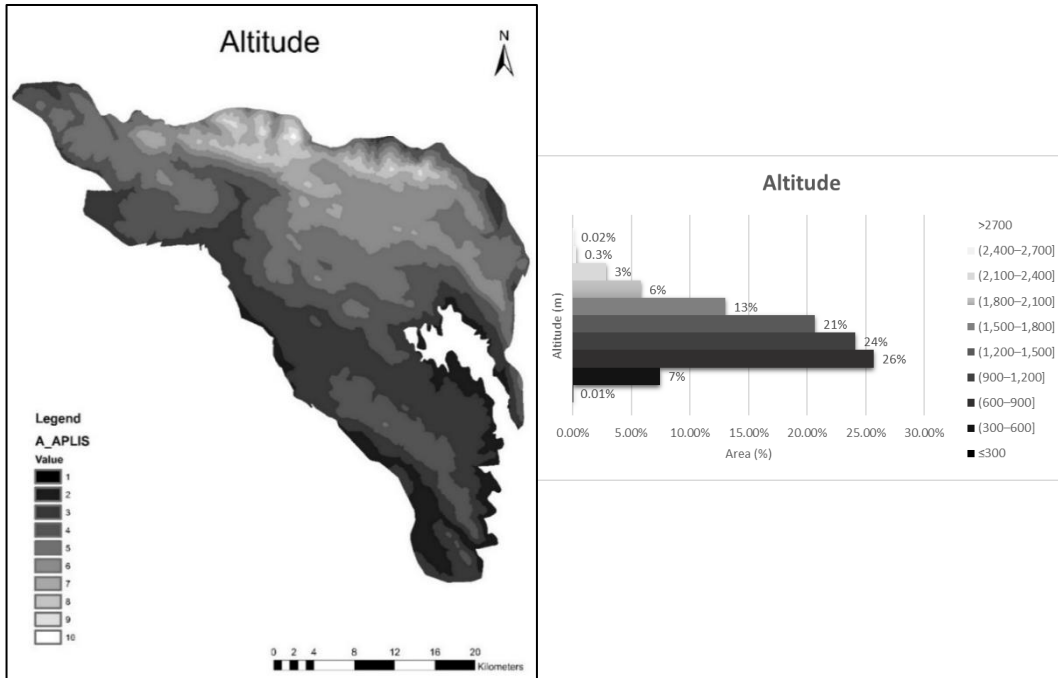 Altitude
N
Legend
A_APLIS
Value
1
2
3
4
5
6
7
8
9
10
0 2 4 8 12 16 20
Kilometers
Altitude
Altitude (m)
0.02%
0.3%
3%
6%
13%
21%
24%
26%
7%
0.01%
0.00% 5.00% 10.00% 15.00% 20.00% 25.00% 30.00%
Area (%)
>2700
(2,400–2,700]
(2,100–2,400]
(1,800–2,100]
(1,500–1,800]
(1,200–1,500]
(900–1,200]
(600–900]
(300–600]
≤300